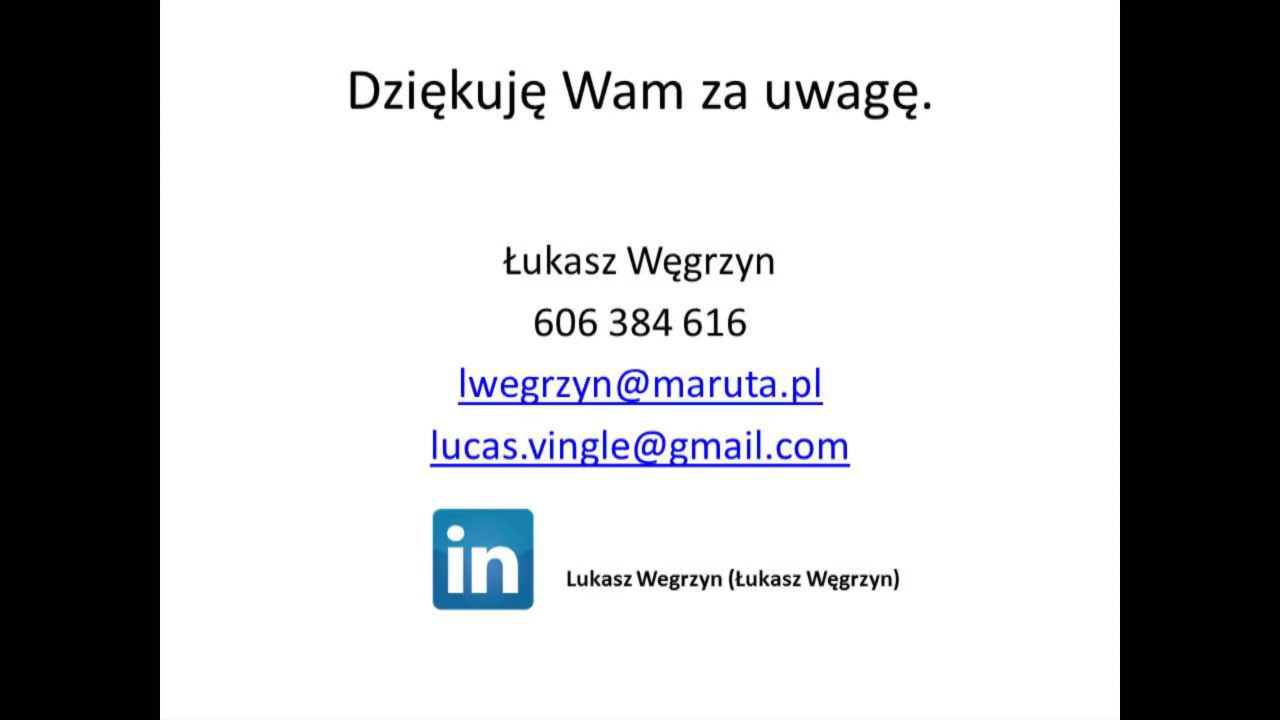 Dziękuję Wam za uwagę.
Łukasz Węgrzyn
606 384 616
lwegrzyn@maruta.pl
lucas.vingle@gmail.com
in
Lukasz Wegrzyn (Łukasz Węgrzyn)